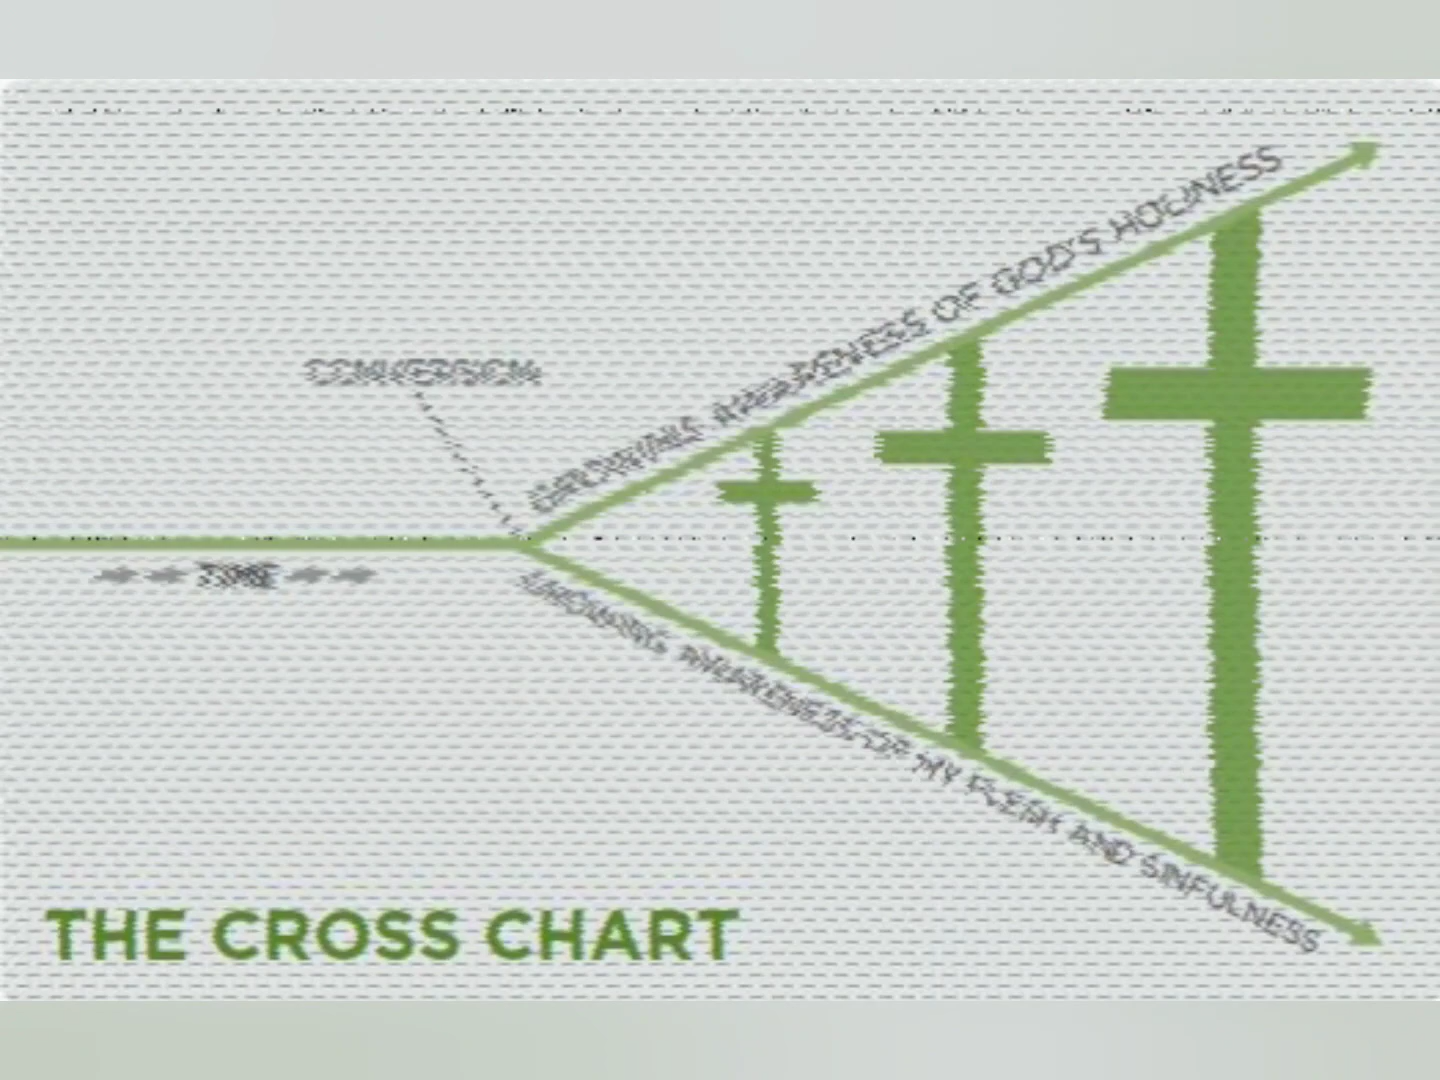 CONVERSION
GROWING AWARENESS OF GOD'S HOLINESS
TIME
GROWING AWARENESS OF MY FLESH AND SINFULNESS
THE CROSS CHART